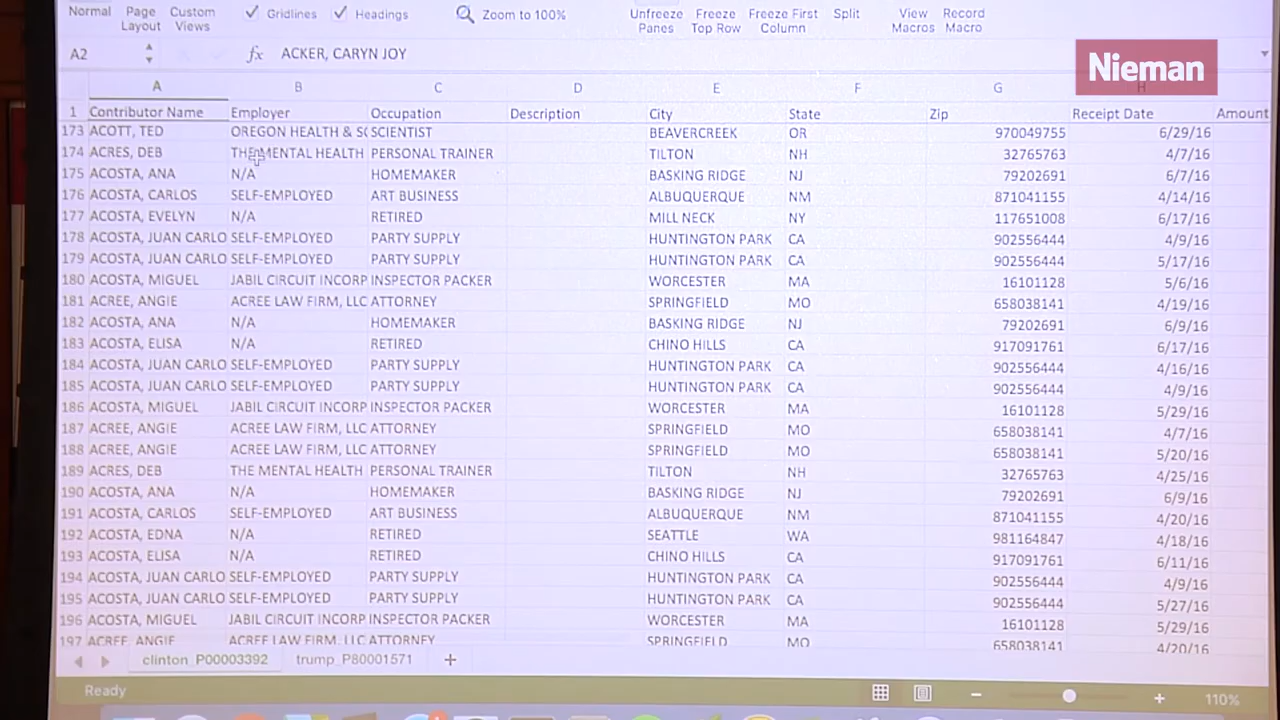 Normal Page Layout Custom Views Gridlines Headings Zoom to 100% Unfreeze Panes Freeze Top Row Freeze First Column Split View Macros Record Macro
A2 fx ACKER, CARYN JOY
Nieman
A B C D E F G H
1 Contributor Name Employer Occupation Description City State Zip Receipt Date Amount
173 ACOTT, TED OREGON HEALTH & SC SCIENTIST BEAVERCREEK OR 970049755 6/29/16
174 ACRES, DEB THE MENTAL HEALTH PERSONAL TRAINER TILTON NH 32765763 4/7/16
175 ACOSTA, ANA N/A HOMEMAKER BASKING RIDGE NJ 79202691 6/7/16
176 ACOSTA, CARLOS SELF-EMPLOYED ART BUSINESS ALBUQUERQUE NM 871041155 4/14/16
177 ACOSTA, EVELYN N/A RETIRED MILL NECK NY 117651008 6/17/16
178 ACOSTA, JUAN CARLO SELF-EMPLOYED PARTY SUPPLY HUNTINGTON PARK CA 902556444 4/9/16
179 ACOSTA, JUAN CARLO SELF-EMPLOYED PARTY SUPPLY HUNTINGTON PARK CA 902556444 5/17/16
180 ACOSTA, MIGUEL JABIL CIRCUIT INCORP INSPECTOR PACKER WORCESTER MA 16101128 5/6/16
181 ACREE, ANGIE ACREE LAW FIRM, LLC ATTORNEY SPRINGFIELD MO 658038141 4/19/16
182 ACOSTA, ANA N/A HOMEMAKER BASKING RIDGE NJ 79202691 6/9/16
183 ACOSTA, ELISA N/A RETIRED CHINO HILLS CA 917091761 6/17/16
184 ACOSTA, JUAN CARLO SELF-EMPLOYED PARTY SUPPLY HUNTINGTON PARK CA 902556444 4/16/16
185 ACOSTA, JUAN CARLO SELF-EMPLOYED PARTY SUPPLY HUNTINGTON PARK CA 902556444 4/9/16
186 ACOSTA, MIGUEL JABIL CIRCUIT INCORP INSPECTOR PACKER WORCESTER MA 16101128 5/29/16
187 ACREE, ANGIE ACREE LAW FIRM, LLC ATTORNEY SPRINGFIELD MO 658038141 4/7/16
188 ACREE, ANGIE ACREE LAW FIRM, LLC ATTORNEY SPRINGFIELD MO 658038141 5/20/16
189 ACRES, DEB THE MENTAL HEALTH PERSONAL TRAINER TILTON NH 32765763 4/25/16
190 ACOSTA, ANA N/A HOMEMAKER BASKING RIDGE NJ 79202691 6/9/16
191 ACOSTA, CARLOS SELF-EMPLOYED ART BUSINESS ALBUQUERQUE NM 871041155 4/20/16
192 ACOSTA, EDNA N/A RETIRED SEATTLE WA 981164847 4/18/16
193 ACOSTA, ELISA N/A RETIRED CHINO HILLS CA 917091761 6/11/16
194 ACOSTA, JUAN CARLO SELF-EMPLOYED PARTY SUPPLY HUNTINGTON PARK CA 902556444 4/9/16
195 ACOSTA, JUAN CARLO SELF-EMPLOYED PARTY SUPPLY HUNTINGTON PARK CA 902556444 5/27/16
196 ACOSTA, MIGUEL JABIL CIRCUIT INCORP INSPECTOR PACKER WORCESTER MA 16101128 5/29/16
197 ACREE, ANGIE ACREE LAW FIRM, LLC ATTORNEY SPRINGFIELD MO 658038141 4/20/16
clinton_P00003392 trump_P80001571 +
Ready 110%